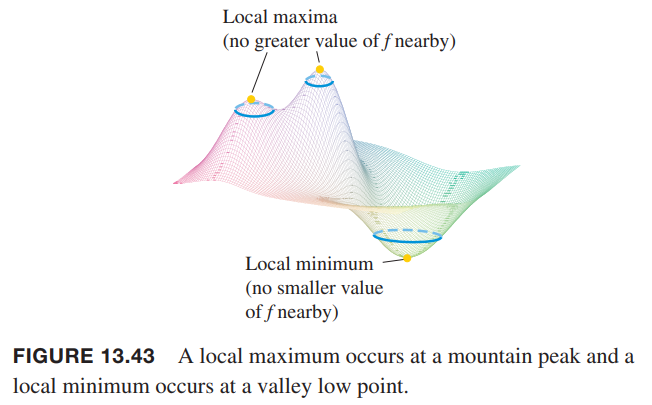 Local maxima
(no greater value of f nearby)
Local minimum
(no smaller value
of f nearby)
FIGURE 13.43 A local maximum occurs at a mountain peak and a
local minimum occurs at a valley low point.